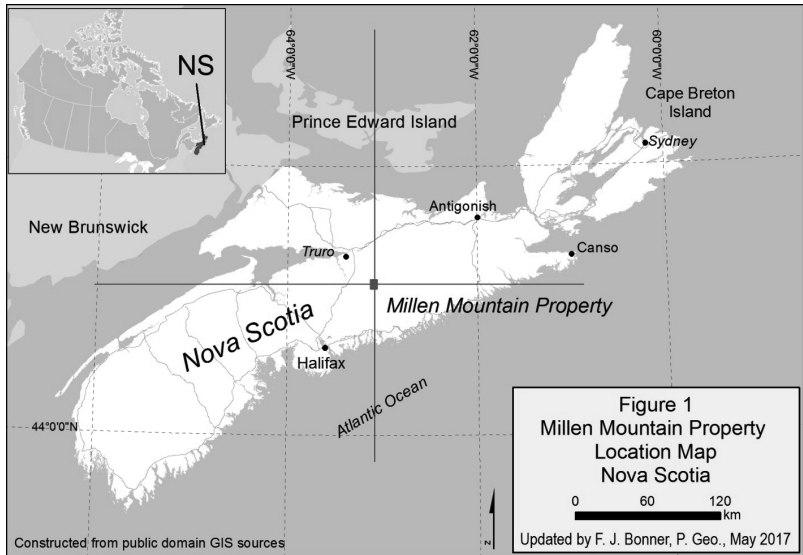 NS
64°0'0"W
62°0'0"W
60°0'0"W
Cape Breton
Island
Prince Edward Island
Sydney
New Brunswick
Antigonish
Truro
Canso
Millen Mountain Property
Nova Scotia
Halifax
Atlantic Ocean
44°0'0"N
Figure 1
Millen Mountain Property
Location Map
Nova Scotia
0 60 120
km
Updated by F. J. Bonner, P. Geo., May 2017
z
Constructed from public domain GIS sources